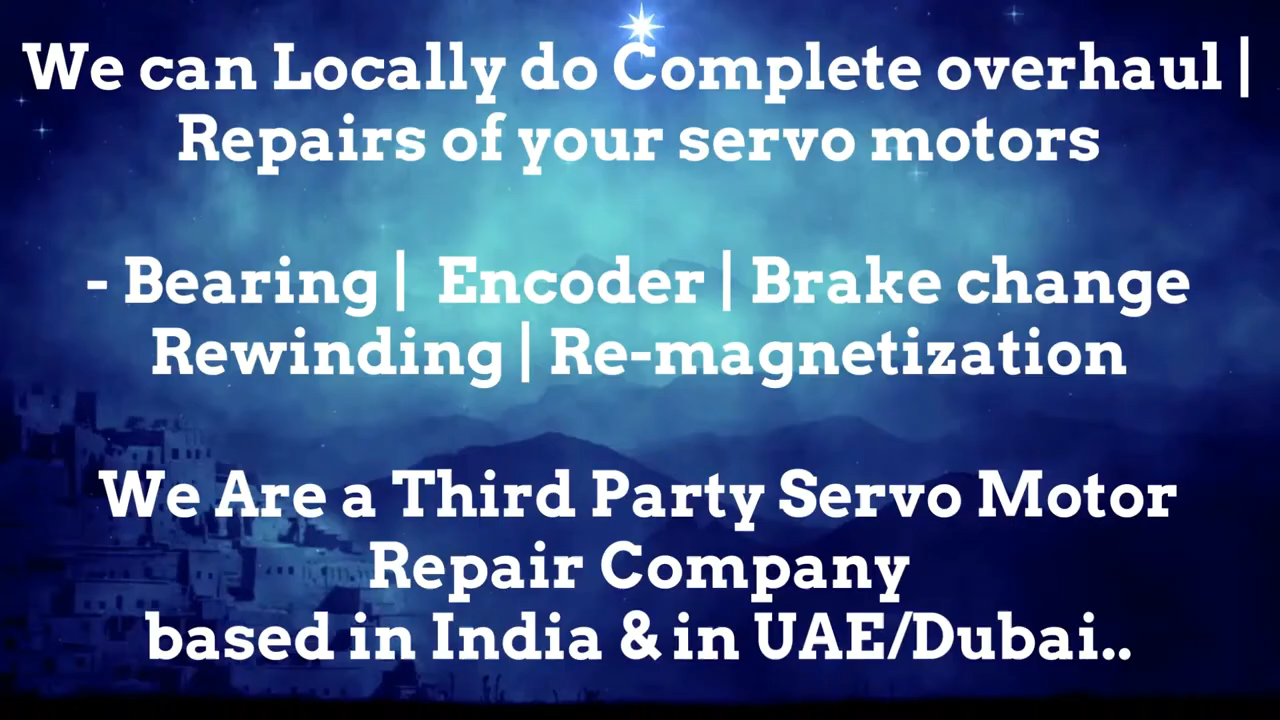 We can Locally do Complete overhaul |
Repairs of your servo motors
- Bearing | Encoder | Brake change
Rewinding | Re-magnetization
We Are a Third Party Servo Motor
Repair Company
based in India & in UAE/Dubai..